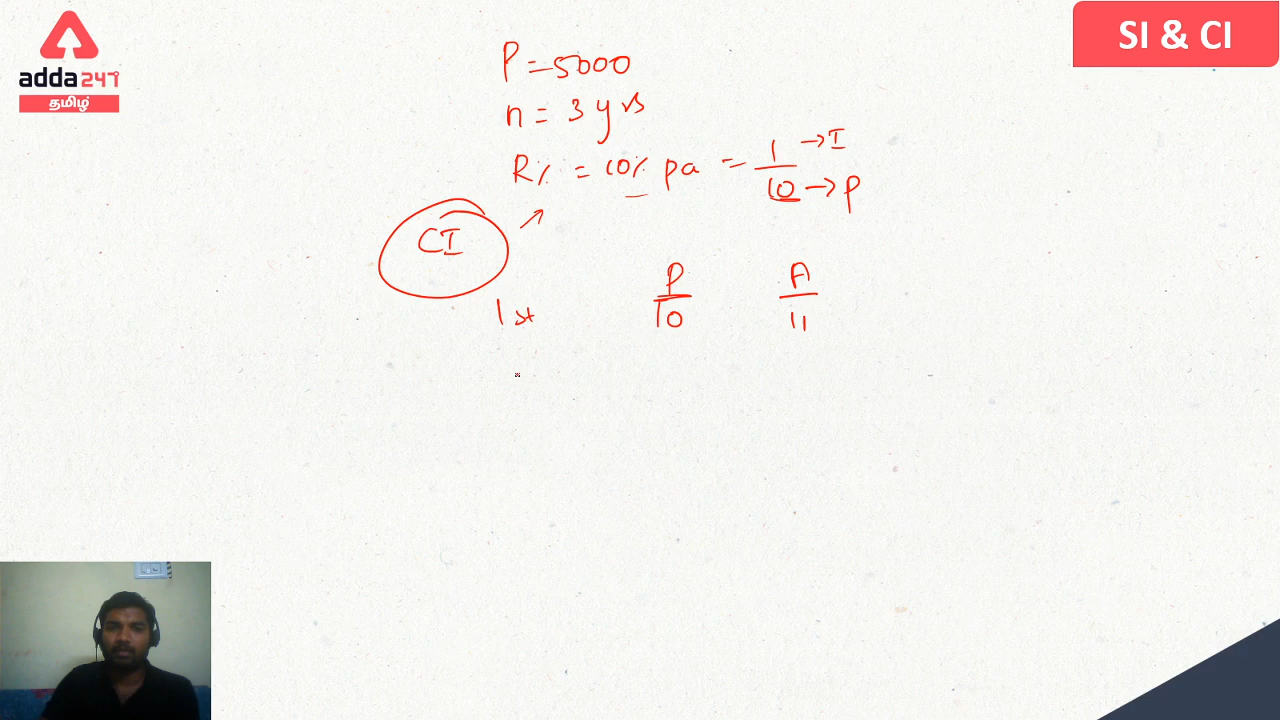 SI & CI
adda247
தமிழ்
P = 5000
n = 3 yrs
R% = 10% pa = 1/10 → I → P
CI
P A
1st 10 11